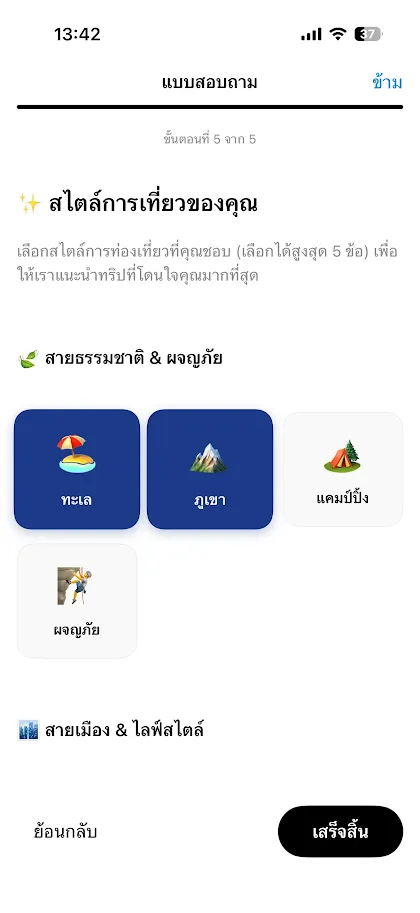 13:42
37
แบบสอบถาม
ข้าม
ขั้นตอนที่ 5 จาก 5
สไตล์การเที่ยวของคุณ
เลือกสไตล์การท่องเที่ยวที่คุณชอบ (เลือกได้สูงสุด 5 ข้อ) เพื่อ
ให้เราแนะนำทริปที่โดนใจคุณมากที่สุด
สายธรรมชาติ & ผจญภัย
ทะเล
ภูเขา
แคมป์ปิ้ง
ผจญภัย
สายเมือง & ไลฟ์สไตล์
ย้อนกลับ
เสร็จสิ้น